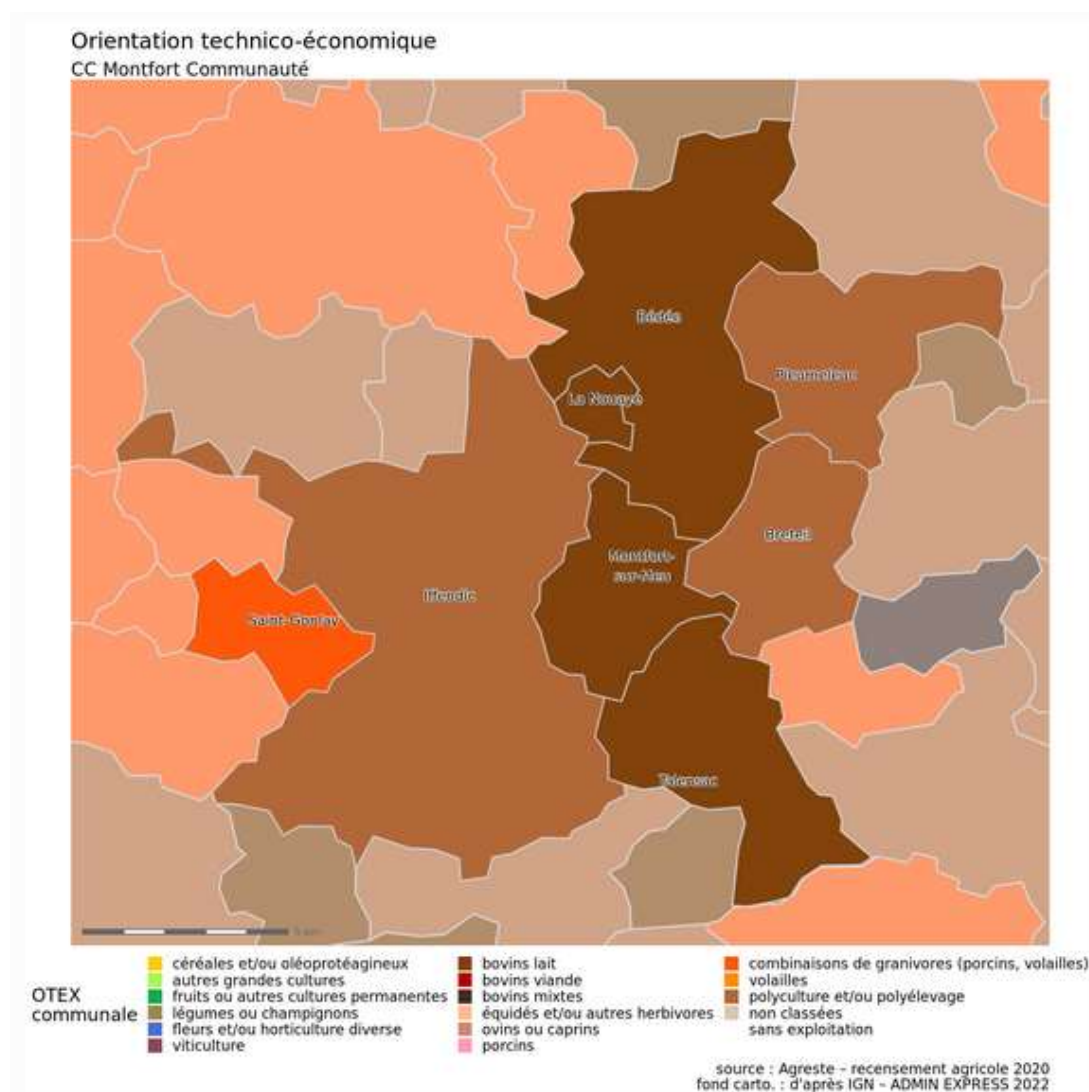 Orientation technico-économique
CC Montfort Communauté
Bédée
La Nouaye
Pleumeleuc
Breteil
Montfort-
sur-Meu
Iffendic
Saint-Gonlay
Talensac
OTEX
communale
céréales et/ou oléoprotéagineux
autres grandes cultures
fruits ou autres cultures permanentes
légumes ou champignons
fleurs et/ou horticulture diverse
viticulture
bovins lait
bovins viande
bovins mixtes
équidés et/ou autres herbivores
ovins ou caprins
porcins
combinaisons de granivores (porcins, volailles)
volailles
polyculture et/ou polyélevage
non classées
sans exploitation
source : Agreste – recensement agricole 2020
fond carto. : d'après IGN – ADMIN EXPRESS 2022